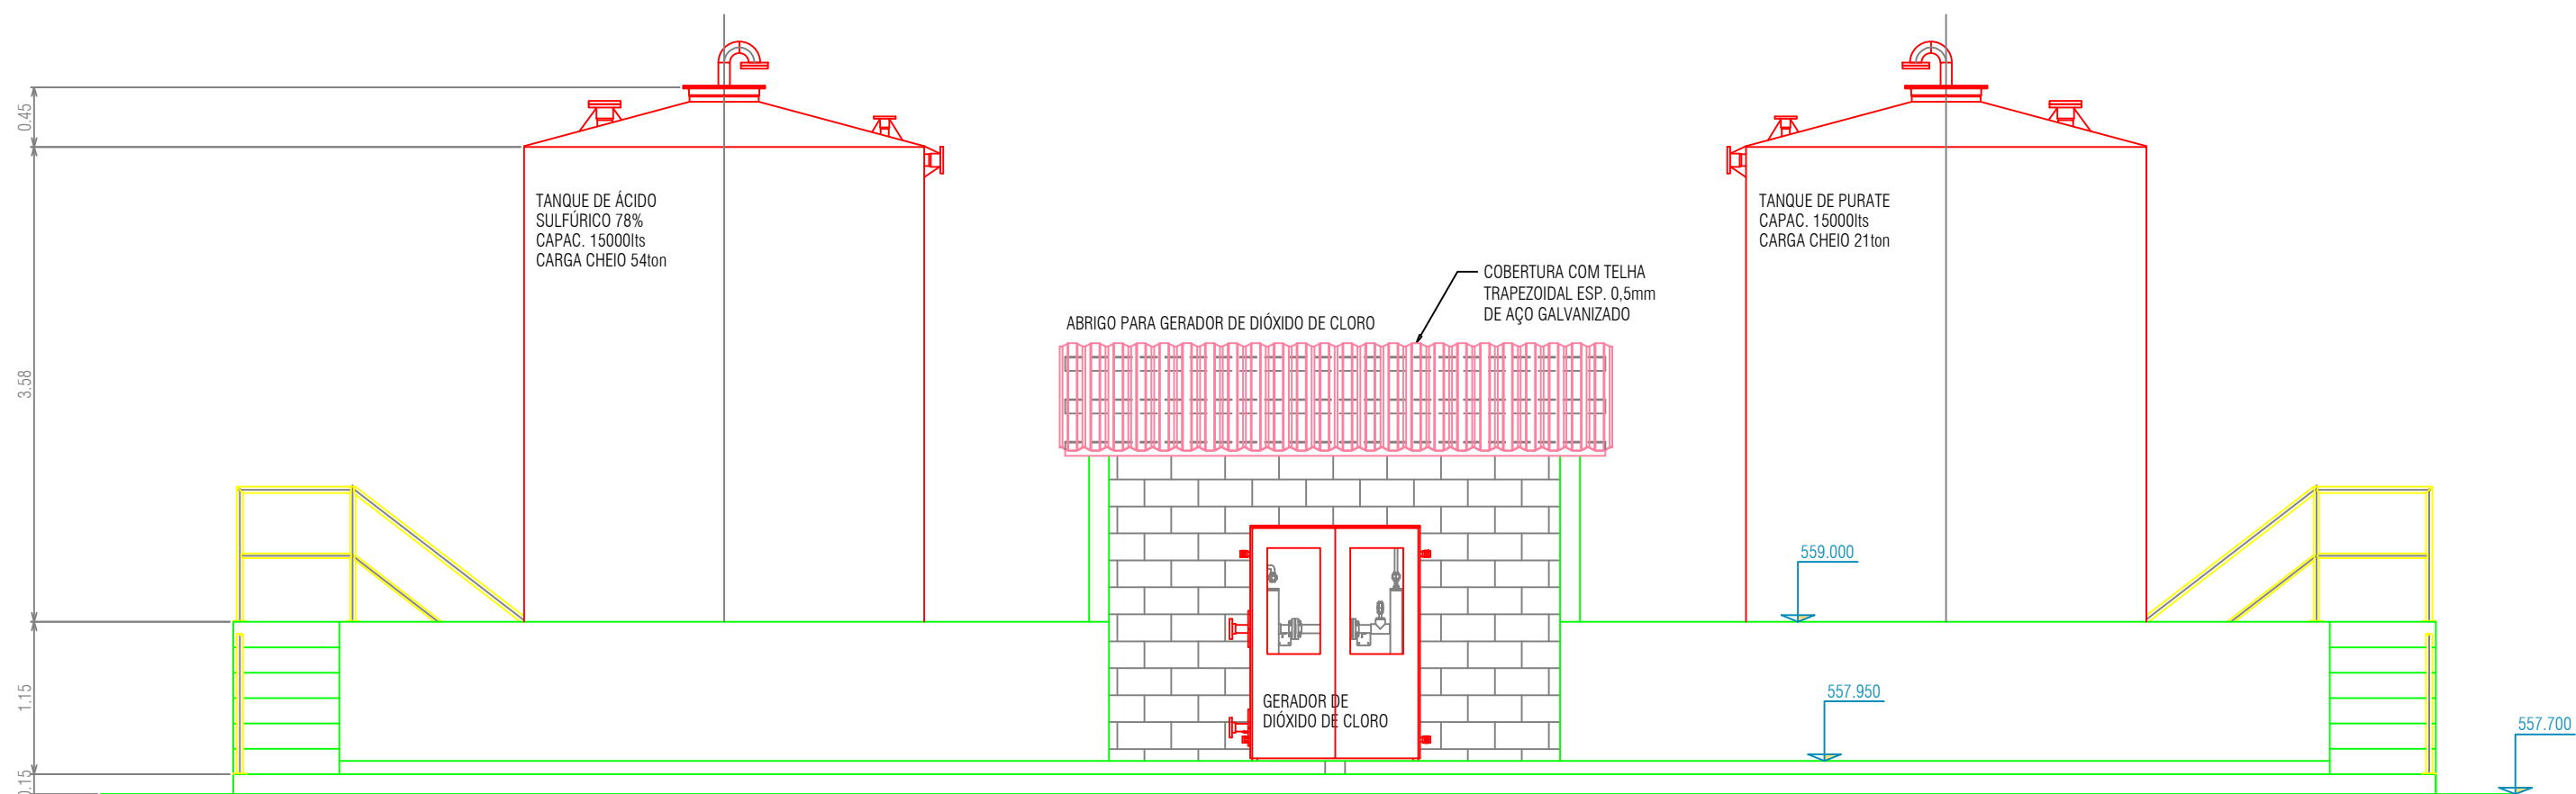 0.45
3.58
1.15
0.15
TANQUE DE ÁCIDO
SULFÚRICO 78%
CAPAC. 15000lts
CARGA CHEIO 54ton
ABRIGO PARA GERADOR DE DIÓXIDO DE CLORO
COBERTURA COM TELHA
TRAPEZOIDAL ESP. 0,5mm
DE AÇO GALVANIZADO
TANQUE DE PURATE
CAPAC. 15000lts
CARGA CHEIO 21ton
559.000
557.950
557.700
GERADOR DE
DIÓXIDO DE CLORO